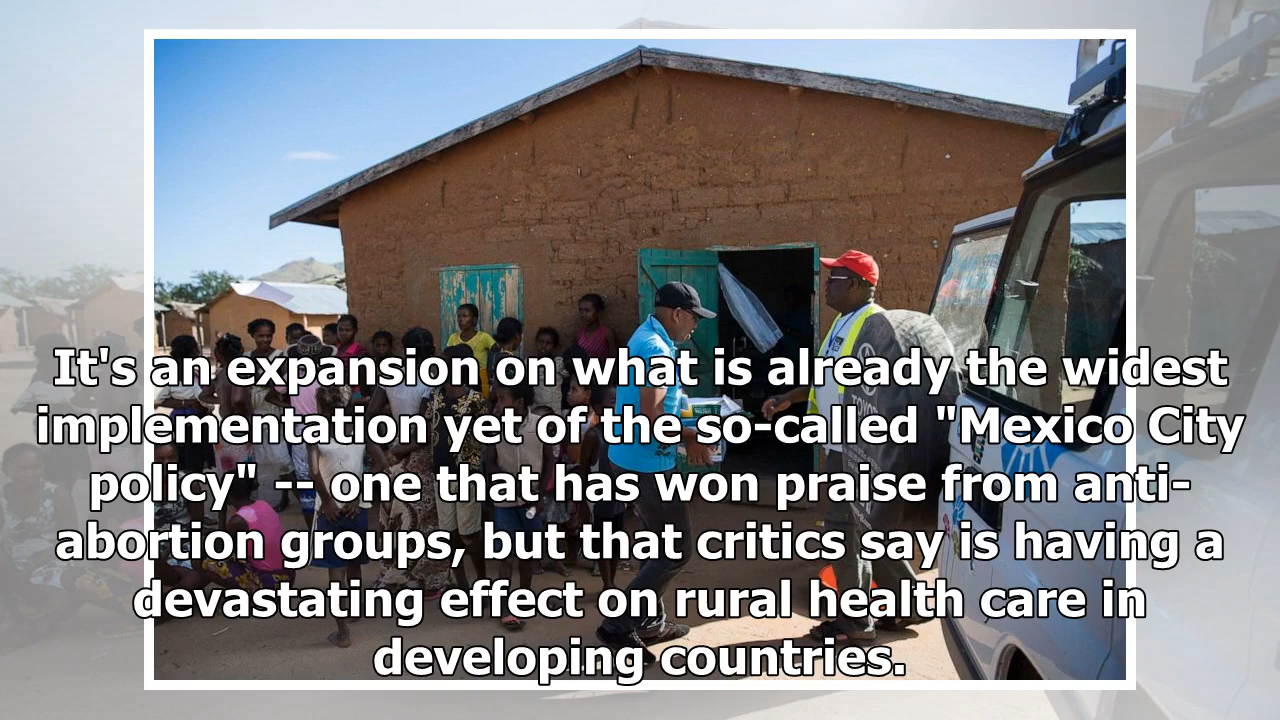 It's an expansion on what is already the widest
implementation yet of the so-called "Mexico City
policy" -- one that has won praise from anti-
abortion groups, but that critics say is having a
devastating effect on rural health care in
developing countries.
TOYOTA